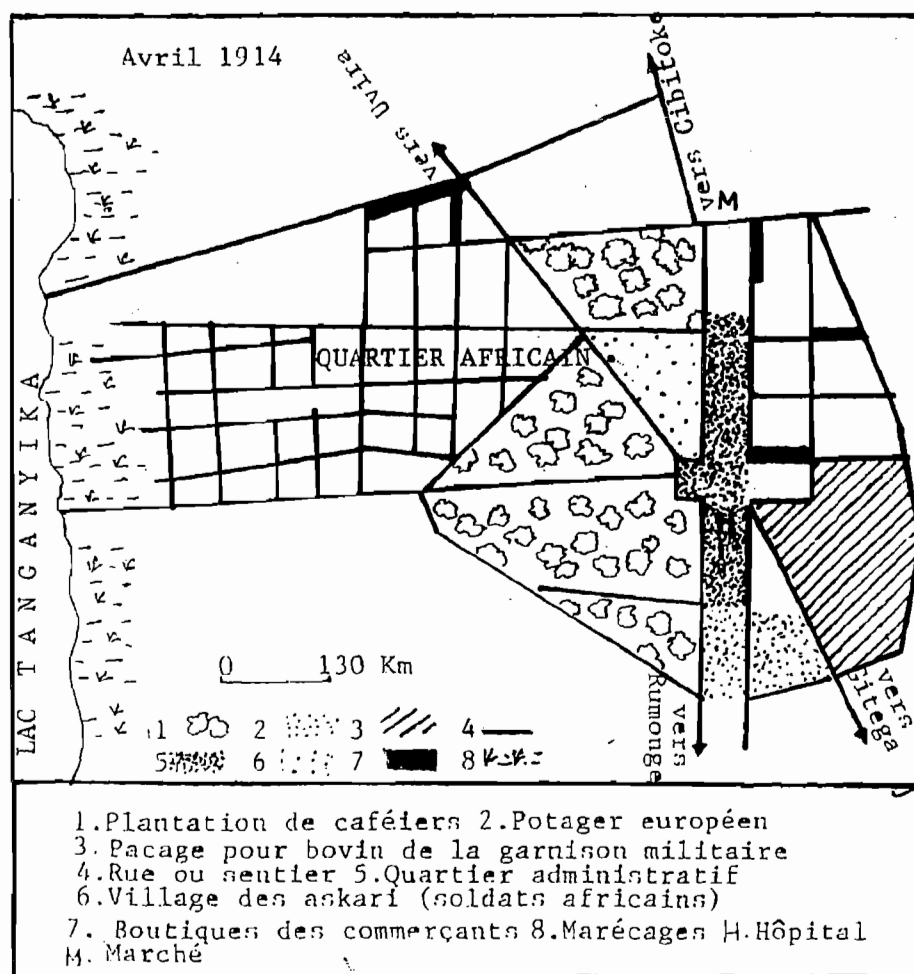 Avril 1914
vers Uvira
vers Cibitoke
M
QUARTIER AFRICAIN
LAC TANGANYIKA
H
0 130 Km
vers Rumonge
vers Gitega
1 2 3 4
5 6 7 8
1.Plantation de caféiers 2.Potager européen
3. Pacage pour bovin de la garnison militaire
4.Rue ou sentier 5.Quartier administratif
6.Village des askari (soldats africains)
7. Boutiques des commerçants 8.Marécages H.Hôpital
M. Marché